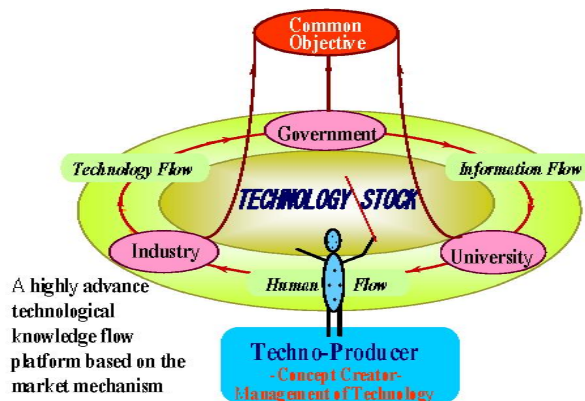 Common
Objective
Government
Technology Flow
Information Flow
TECHNOLOGY STOCK
Industry
University
Human Flow
A highly advance
technological
knowledge flow
platform based on the
market mechanism
Techno-Producer
-Concept Creator-
Management of Technology